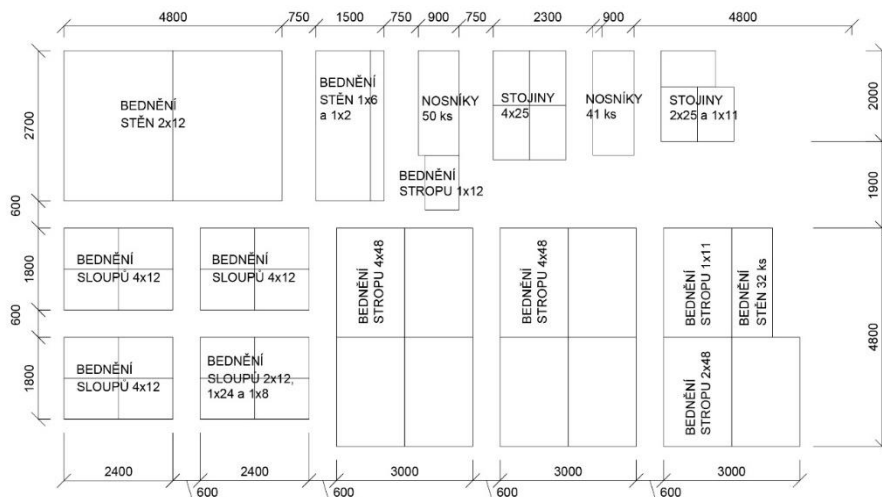 4800
750
1500
750
900
750
2300
900
4800
2700
600
1800
600
1800
BEDNĚNÍ
STĚN 2x12
BEDNĚNÍ
STĚN 1x6
a 1x2
NOSNÍKY
50 ks
BEDNĚNÍ
STROPU 1x12
STOJINY
4x25
NOSNÍKY
41 ks
STOJINY
2x25 a 1x11
2000
1900
4800
BEDNĚNÍ
SLOUPŮ 4x12
BEDNĚNÍ
SLOUPŮ 4x12
BEDNĚNÍ
STROPU 4x48
BEDNĚNÍ
STROPU 4x48
BEDNĚNÍ
STROPU 1x11
BEDNĚNÍ
STĚN 32 ks
BEDNĚNÍ
SLOUPŮ 4x12
BEDNĚNÍ
SLOUPŮ 2x12,
1x24 a 1x8
BEDNĚNÍ
STROPU 2x48
2400
600
2400
600
3000
600
3000
600
3000